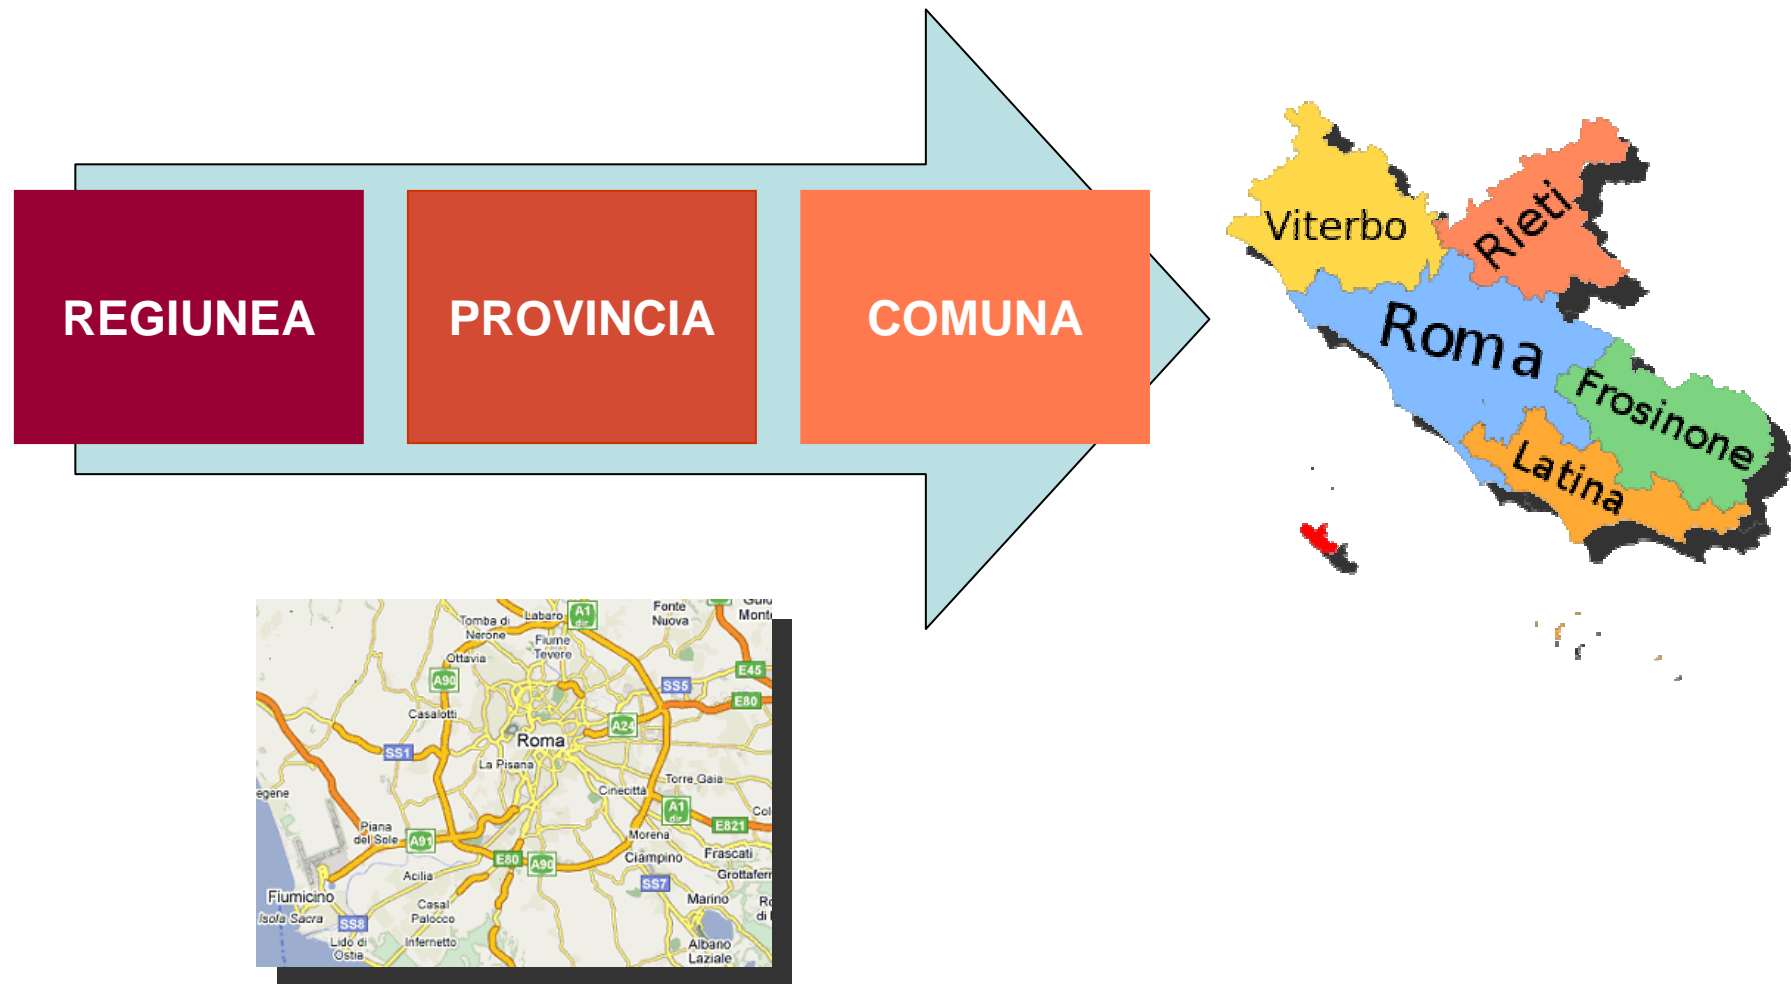 REGIUNEA
PROVINCIA
COMUNA
Viterbo
Rieti
Roma
Frosinone
Latina
Tomba di
Nerone
Labaro
A1
dir
Fonte
Nuova
Fiume
Tevere
Ottavia
A90
E45
SS5
E80
Casalotti
A24
SS1
Roma
La Pisana
Torre Gaia
Cinecittà
A1
dir
E821
Piana
del Sole
A91
Morena
E80
A90
Ciampino
Frascati
Acilia
SS7
Fiumicino
Isola Sacra
Casal
Palocco
Marino
SS8
Lido di
Ostia
Infernetto
Albano
Laziale